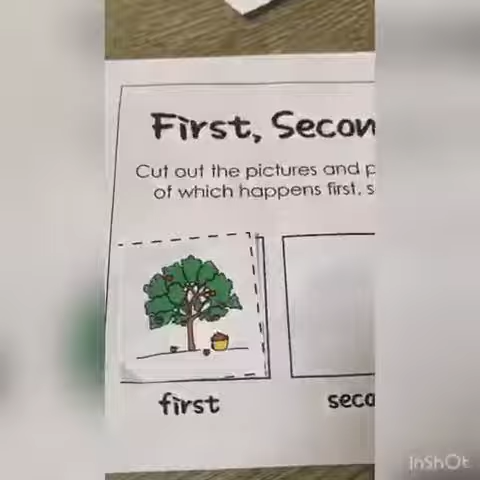 First, Secon
Cut out the pictures and p
of which happens first, s
first
seco
InShOt